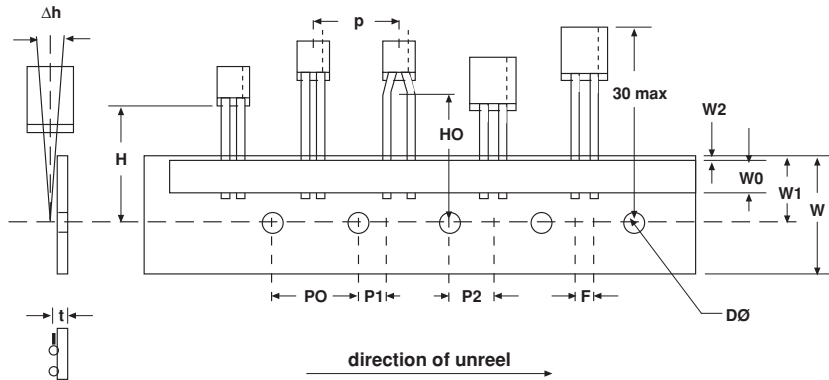 Δh
p
30 max
W2
HO
H
W0
W1
W
PO
P1
P2
F
DØ
t
direction of unreel